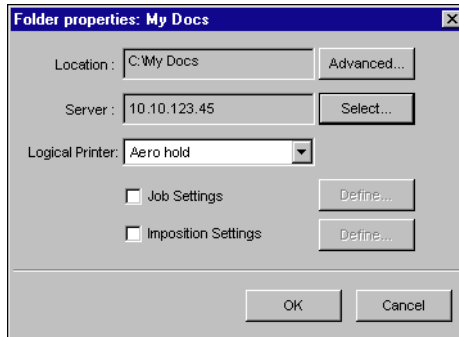 Folder properties: My Docs
Location : C:\My Docs Advanced...
Server : 10.10.123.45 Select...
Logical Printer: Aero hold
Job Settings Define...
Imposition Settings Define...
OK Cancel